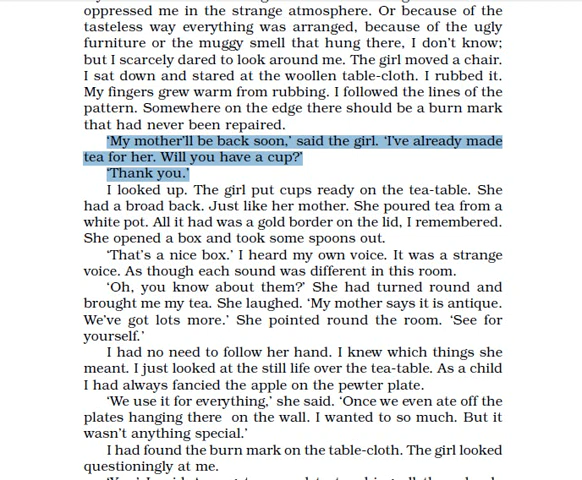 oppressed me in the strange atmosphere. Or because of the
tasteless way everything was arranged, because of the ugly
furniture or the muggy smell that hung there, I don't know;
but I scarcely dared to look around me. The girl moved a chair.
I sat down and stared at the woollen table-cloth. I rubbed it.
My fingers grew warm from rubbing. I followed the lines of the
pattern. Somewhere on the edge there should be a burn mark
that had never been repaired.
'My mother'll be back soon,' said the girl. 'I've already made
tea for her. Will you have a cup?'
'Thank you.'
I looked up. The girl put cups ready on the tea-table. She
had a broad back. Just like her mother. She poured tea from a
white pot. All it had was a gold border on the lid, I remembered.
She opened a box and took some spoons out.
'That's a nice box.' I heard my own voice. It was a strange
voice. As though each sound was different in this room.
'Oh, you know about them?' She had turned round and
brought me my tea. She laughed. 'My mother says it is antique.
We've got lots more.' She pointed round the room. 'See for
yourself.'
I had no need to follow her hand. I knew which things she
meant. I just looked at the still life over the tea-table. As a child
I had always fancied the apple on the pewter plate.
'We use it for everything,' she said. 'Once we even ate off the
plates hanging there on the wall. I wanted to so much. But it
wasn't anything special.'
I had found the burn mark on the table-cloth. The girl looked
questioningly at me.